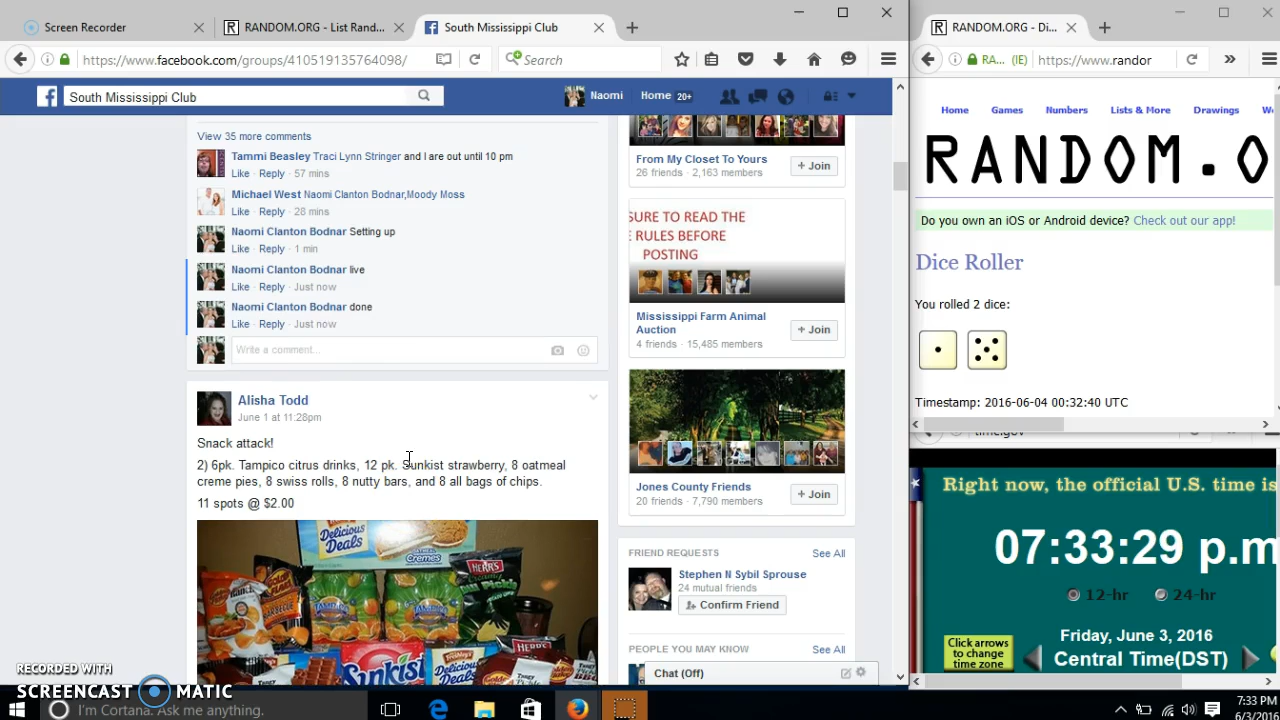 Screen Recorder
RANDOM.ORG - List Rand...
South Mississippi Club
https://www.facebook.com/groups/410519135764098/
Search
South Mississippi Club
Naomi
Home 20+
View 35 more comments
Tammi Beasley Traci Lynn Stringer and I are out until 10 pm
Like · Reply · 57 mins
Michael West Naomi Clanton Bodnar,Moody Moss
Like · Reply · 28 mins
Naomi Clanton Bodnar Setting up
Like · Reply · 1 min
Naomi Clanton Bodnar live
Like · Reply · Just now
Naomi Clanton Bodnar done
Like · Reply · Just now
Write a comment...
Alisha Todd
June 1 at 11:28pm
Snack attack!
2) 6pk. Tampico citrus drinks, 12 pk. Sunkist strawberry, 8 oatmeal
creme pies, 8 swiss rolls, 8 nutty bars, and 8 all bags of chips.
11 spots @ $2.00
Delicious
Deals
Cremes
HERR'S
HERR'S
Sunkist
From My Closet To Yours
26 friends · 2,163 members
+ Join
SURE TO READ THE
RULES BEFORE
POSTING
Mississippi Farm Animal
Auction
4 friends · 15,485 members
+ Join
Jones County Friends
20 friends · 7,790 members
+ Join
FRIEND REQUESTS
See All
Stephen N Sybil Sprouse
24 mutual friends
Confirm Friend
PEOPLE YOU MAY KNOW
See All
Chat (Off)
RANDOM.ORG - Di...
RA... (IE)
https://www.randor
Home
Games
Numbers
Lists & More
Drawings
RANDOM.O
Do you own an iOS or Android device? Check out our app!
Dice Roller
You rolled 2 dice:
Timestamp: 2016-06-04 00:32:40 UTC
time.gov
Right now, the official U.S. time is
07:33:29 p.m
12-hr
24-hr
Friday, June 3, 2016
Click arrows
to change
time zone
Central Time(DST)
RECORDED WITH
SCREENCAST MATIC
I'm Cortana. Ask me anything.
7:33 PM
6/3/2016